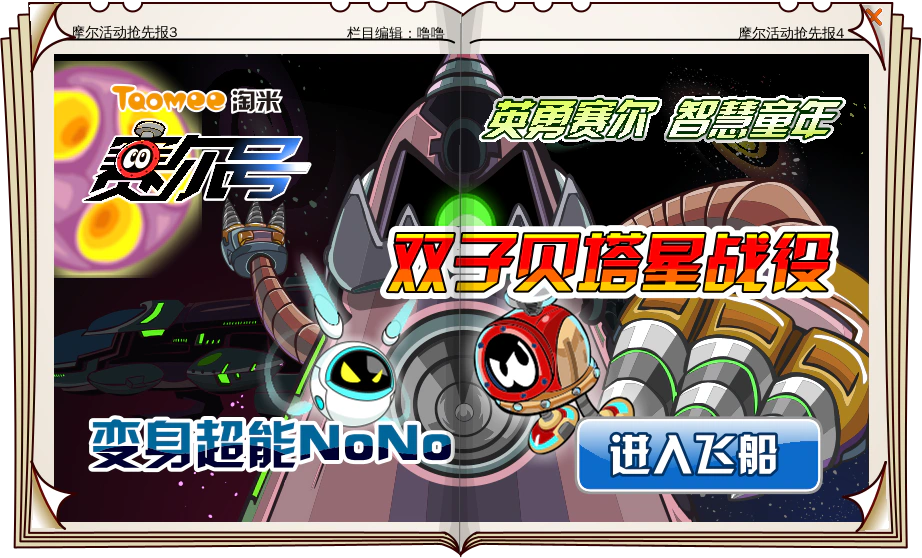 摩尔活动抢先报3
栏目编辑：噜噜
摩尔活动抢先报4
Taomee 淘米
赛尔号
英勇赛尔 智慧童年
双子贝塔星战役
变身超能NoNo
进入飞船